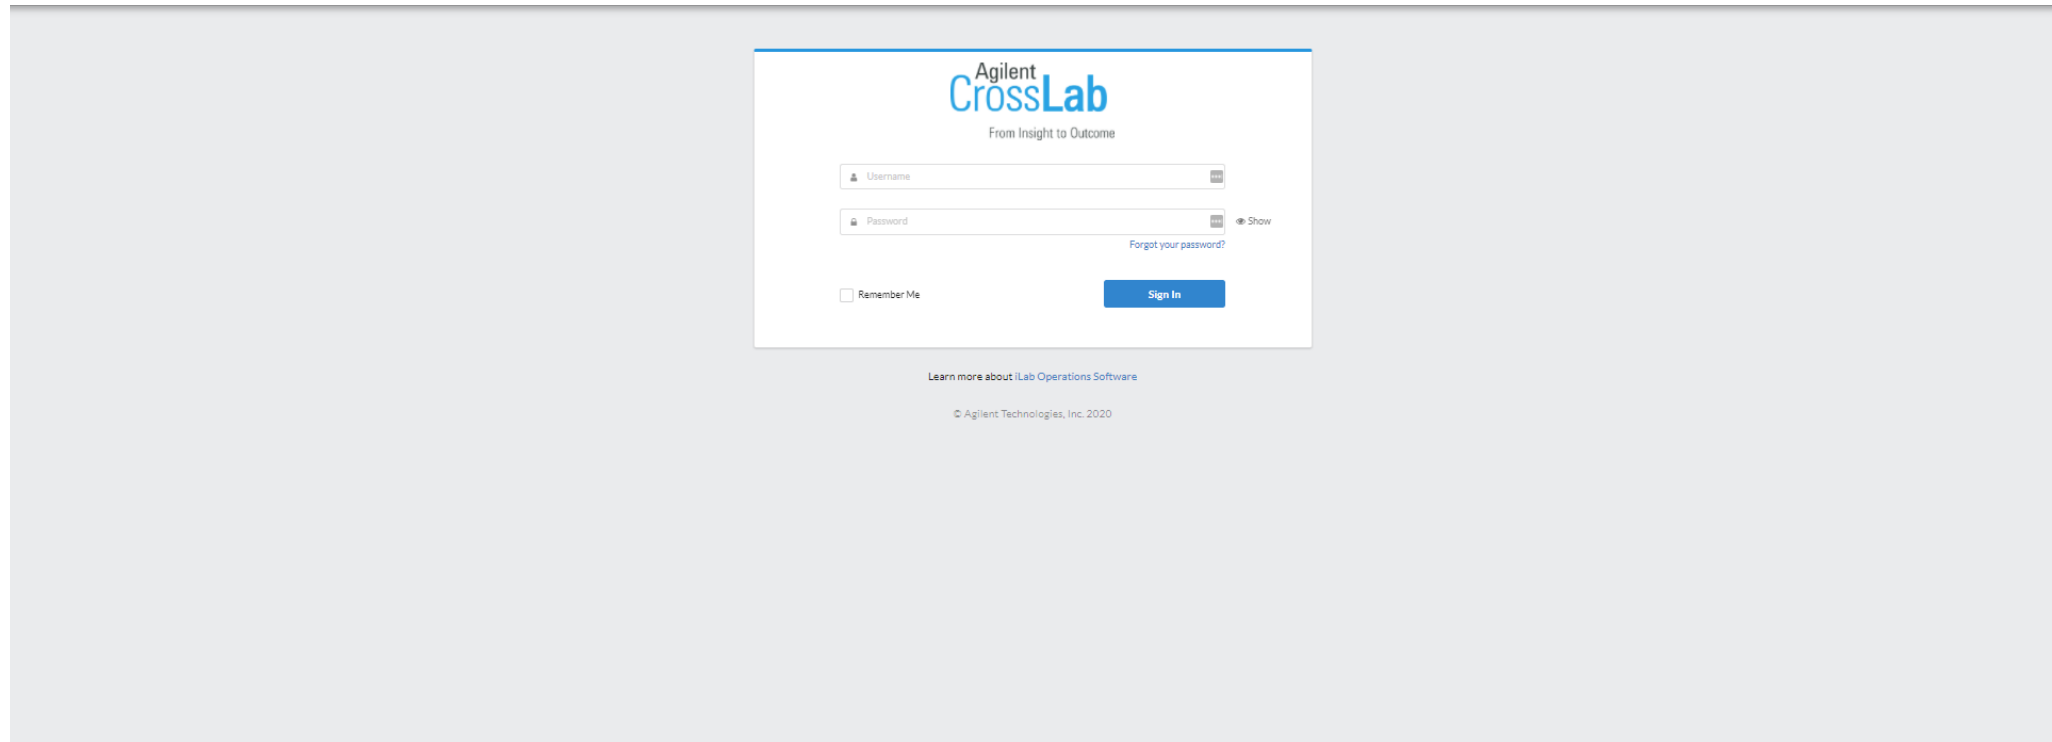 Agilent
CrossLab
From Insight to Outcome
Username
Password
Show
Forgot your password?
Remember Me
Sign In
Learn more about iLab Operations Software
© Agilent Technologies, Inc. 2020